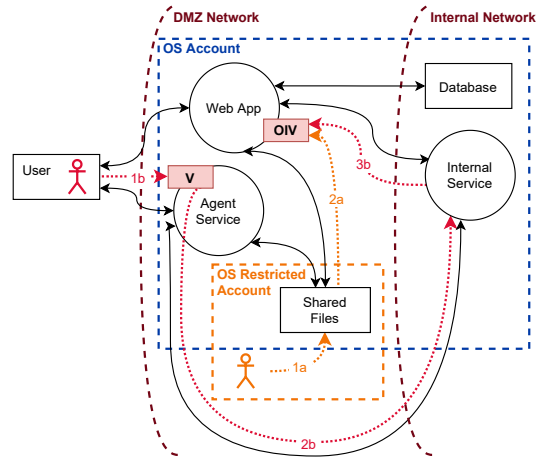 DMZ Network
Internal Network
OS Account
Web App
Database
OIV
User
1b
V
3b
Internal
Service
Agent
Service
2a
OS Restricted
Account
Shared
Files
1a
2b